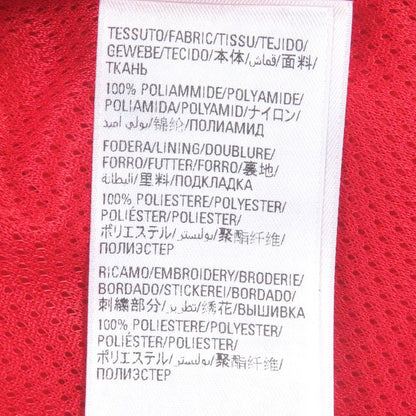 TESSUTO/FABRIC/TISSU/TEJIDO/
GEWEBE/TECIDO/本体/قماش/面料/
ТКАНЬ
100% POLIAMMIDE/POLYAMIDE/
POLIAMIDA/POLYAMID/ナイロン/
بولي اميد/锦纶/ПОЛИАМИД
FODERA/LINING/DOUBLURE/
FORRO/FUTTER/FORRO/裏地/
البطانة/里料/ПОДКЛАДКА
100% POLIESTERE/POLYESTER/
POLIÉSTER/POLIESTER/
ポリエステル/بوليستر/聚酯纤维/
ПОЛИЭСТЕР
RICAMO/EMBROIDERY/BRODERIE/
BORDADO/STICKEREI/BORDADO/
刺繍部分/تطريز/绣花/ВЫШИВКА
100% POLIESTERE/POLYESTER/
POLIÉSTER/POLIESTER/
ポリエステル/بوليستر/聚酯纤维/
ПОЛИЭСТЕР